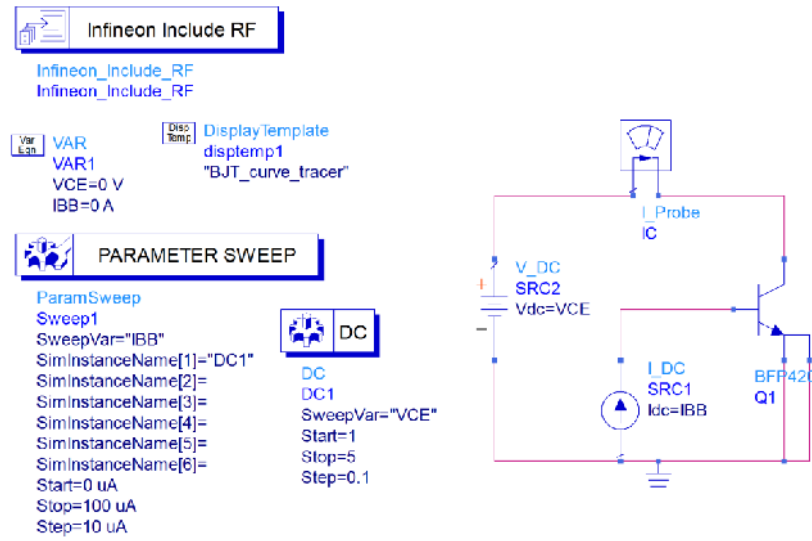 Infineon Include RF
Infineon_Include_RF
Infineon_Include_RF
Var
Eqn
VAR
VAR1
VCE=0 V
IBB=0 A
Disp
Temp
DisplayTemplate
disptemp1
"BJT_curve_tracer"
PARAMETER SWEEP
ParamSweep
Sweep1
SweepVar="IBB"
SimInstanceName[1]="DC1"
SimInstanceName[2]=
SimInstanceName[3]=
SimInstanceName[4]=
SimInstanceName[5]=
SimInstanceName[6]=
Start=0 uA
Stop=100 uA
Step=10 uA
DC
DC
DC1
SweepVar="VCE"
Start=1
Stop=5
Step=0.1
I_Probe
IC
+
V_DC
SRC2
Vdc=VCE
−
I_DC
SRC1
Idc=IBB
BFP420
Q1